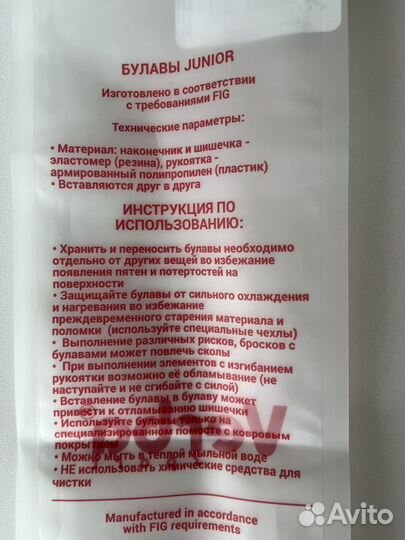 БУЛАВЫ JUNIOR
Изготовлено в соответствии
с требованиями FIG
Технические параметры:
• Материал: наконечник и шишечка -
эластомер (резина), рукоятка -
армированный полипропилен (пластик)
• Вставляются друг в друга
ИНСТРУКЦИЯ ПО
ИСПОЛЬЗОВАНИЮ:
• Хранить и переносить булавы необходимо
отдельно от других вещей во избежание
появления пятен и потертостей на
поверхности
• Защищайте булавы от сильного охлаждения
и нагревания во избежание
преждевременного старения материала и
поломки (используйте специальные чехлы)
• Выполнение различных рисков, бросков с
булавами может повлечь сколы
• При выполнении элементов с изгибанием
рукоятки возможно её обламывание (не
наступайте и не сгибайте с силой)
• Вставление булавы в булаву может
привести к отламыванию шишечки
• Используйте булавы только на
специализированном помосте с ковровым
покрытием
• Можно мыть в теплой мыльной воде
• НЕ использовать химические средства для
чистки
Manufactured in accordance
with FIG requirements
Avito